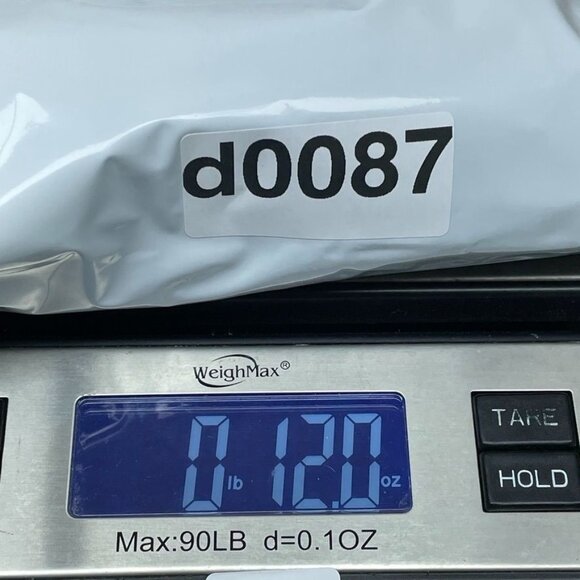 d0087
WeighMax®
0 lb 12.0 oz
TARE
HOLD
Max:90LB d=0.1OZ